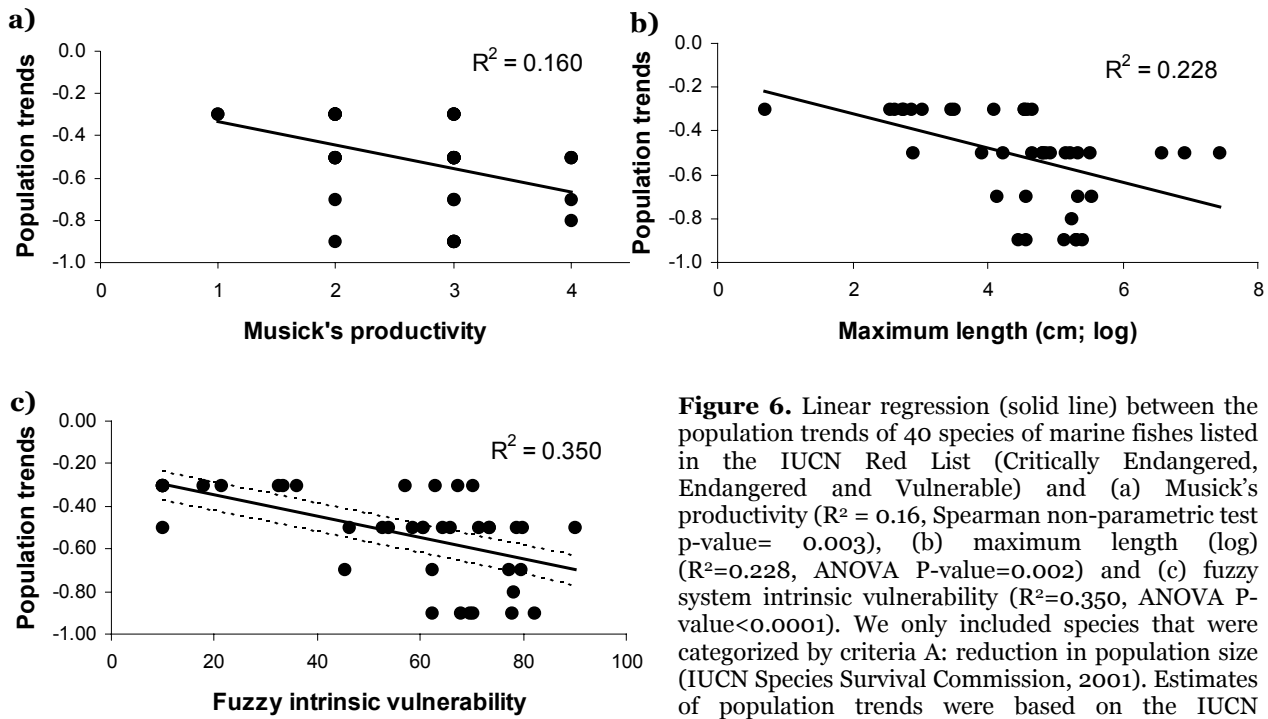 a)
Population trends
0.0
-0.2
-0.4
-0.6
-0.8
-1.0
R² = 0.160
0 1 2 3 4
Musick's productivity
b)
Population trends
0.0
-0.2
-0.4
-0.6
-0.8
-1.0
R² = 0.228
0 2 4 6 8
Maximum length (cm; log)
c)
Population trends
0.00
-0.20
-0.40
-0.60
-0.80
-1.00
R² = 0.350
0 20 40 60 80 100
Fuzzy intrinsic vulnerability
Figure 6. Linear regression (solid line) between the
population trends of 40 species of marine fishes listed
in the IUCN Red List (Critically Endangered,
Endangered and Vulnerable) and (a) Musick's
productivity (R² = 0.16, Spearman non-parametric test
p-value= 0.003), (b) maximum length (log)
(R²=0.228, ANOVA P-value=0.002) and (c) fuzzy
system intrinsic vulnerability (R²=0.350, ANOVA P-
value<0.0001). We only included species that were
categorized by criteria A: reduction in population size
(IUCN Species Survival Commission, 2001). Estimates
of population trends were based on the IUCN